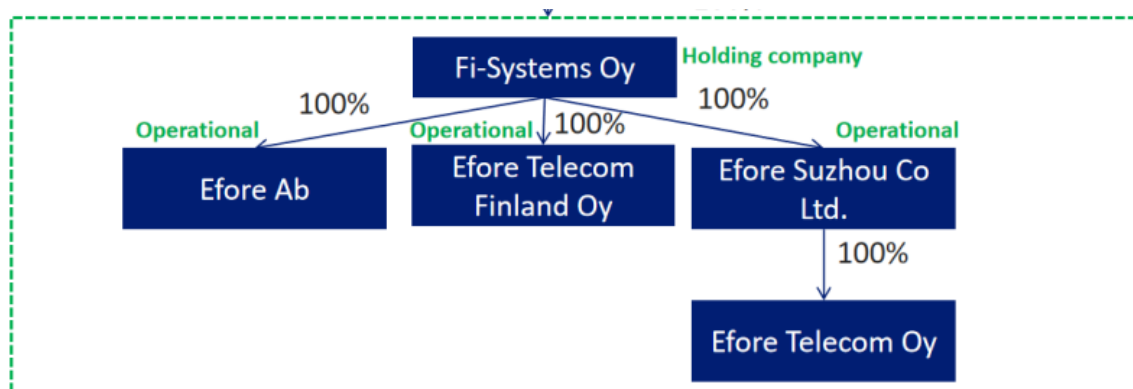 Fi-Systems Oy
Holding company
100%
100%
Operational
Operational
100%
Operational
Efore Ab
Efore Telecom
Finland Oy
Efore Suzhou Co
Ltd.
100%
Efore Telecom Oy